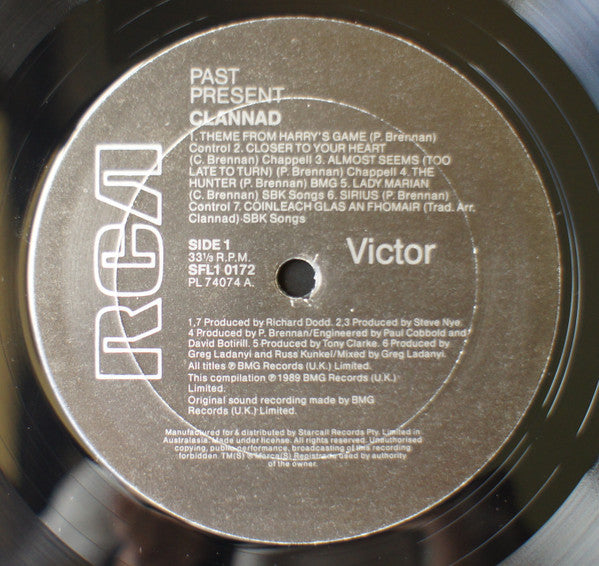 PAST
PRESENT
CLANNAD
1. THEME FROM HARRY'S GAME (P. Brennan)
Control 2. CLOSER TO YOUR HEART
(C. Brennan) Chappell 3. ALMOST SEEMS (TOO
LATE TO TURN) (P. Brennan) Chappell 4. THE
HUNTER (P. Brennan) BMG 5. LADY MARIAN
(C. Brennan) SBK Songs 6. SIRIUS (P. Brennan)
Control 7. COINLEACH GLAS AN FHOMAIR (Trad. Arr.
Clannad) SBK Songs
RCA
SIDE 1
33⅓ R.P.M.
SFL1 0172
PL 74074 A.
Victor
1,7 Produced by Richard Dodd. 2,3 Produced by Steve Nye.
4 Produced by P. Brennan/Engineered by Paul Cobbold and
David Botirill. 5 Produced by Tony Clarke. 6 Produced by
Greg Ladanyi and Russ Kunkel/Mixed by Greg Ladanyi.
All titles ℗ BMG Records (U.K.) Limited.
This compilation ℗ 1989 BMG Records (U.K.)
Limited.
Original sound recording made by BMG
Records (U.K.) Limited.
Manufactured for & distributed by Starcall Records Pty. Limited in
Australasia. Made under license. All rights reserved. Unauthorised
copying, public performance, broadcasting of this recording
forbidden. TM(S) ® Marca(S) Registrada used by authority
of the owner.